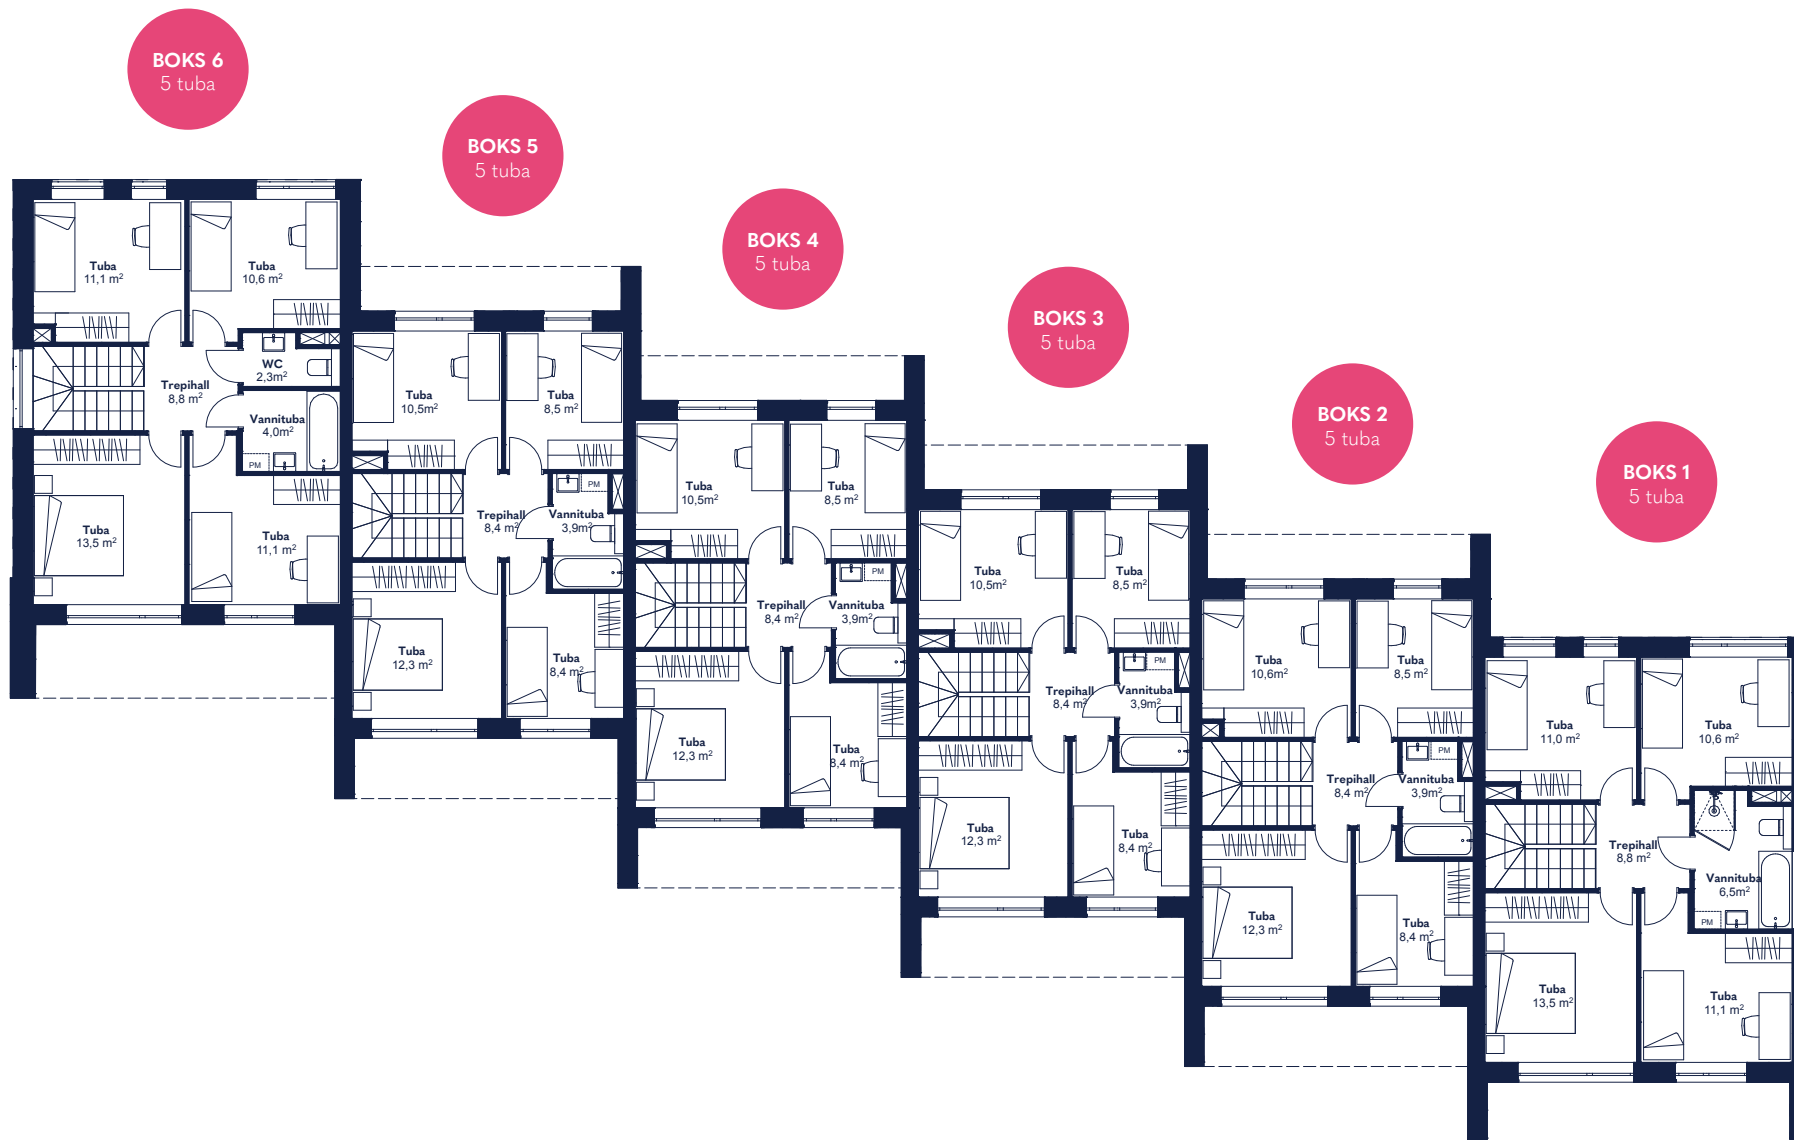 BOKS 6
5 tuba
Tuba
11,1 m²
Tuba
10,6 m²
WC
2,3m²
Trepihall
8,8 m²
Vannituba
4,0m²
PM
Tuba
13,5 m²
Tuba
11,1 m²
BOKS 5
5 tuba
Tuba
10,5m²
Tuba
8,5 m²
PM
Trepihall
8,4 m²
Vannituba
3,9m²
Tuba
12,3 m²
Tuba
8,4 m²
BOKS 4
5 tuba
Tuba
10,5m²
Tuba
8,5 m²
PM
Trepihall
8,4 m²
Vannituba
3,9m²
Tuba
12,3 m²
Tuba
8,4 m²
BOKS 3
5 tuba
Tuba
10,5m²
Tuba
8,5 m²
PM
Trepihall
8,4 m²
Vannituba
3,9m²
Tuba
12,3 m²
Tuba
8,4 m²
BOKS 2
5 tuba
Tuba
10,6m²
Tuba
8,5 m²
PM
Trepihall
8,4 m²
Vannituba
3,9m²
Tuba
12,3 m²
Tuba
8,4 m²
BOKS 1
5 tuba
Tuba
11,0 m²
Tuba
10,6 m²
Trepihall
8,8 m²
Vannituba
6,5m²
PM
Tuba
13,5 m²
Tuba
11,1 m²